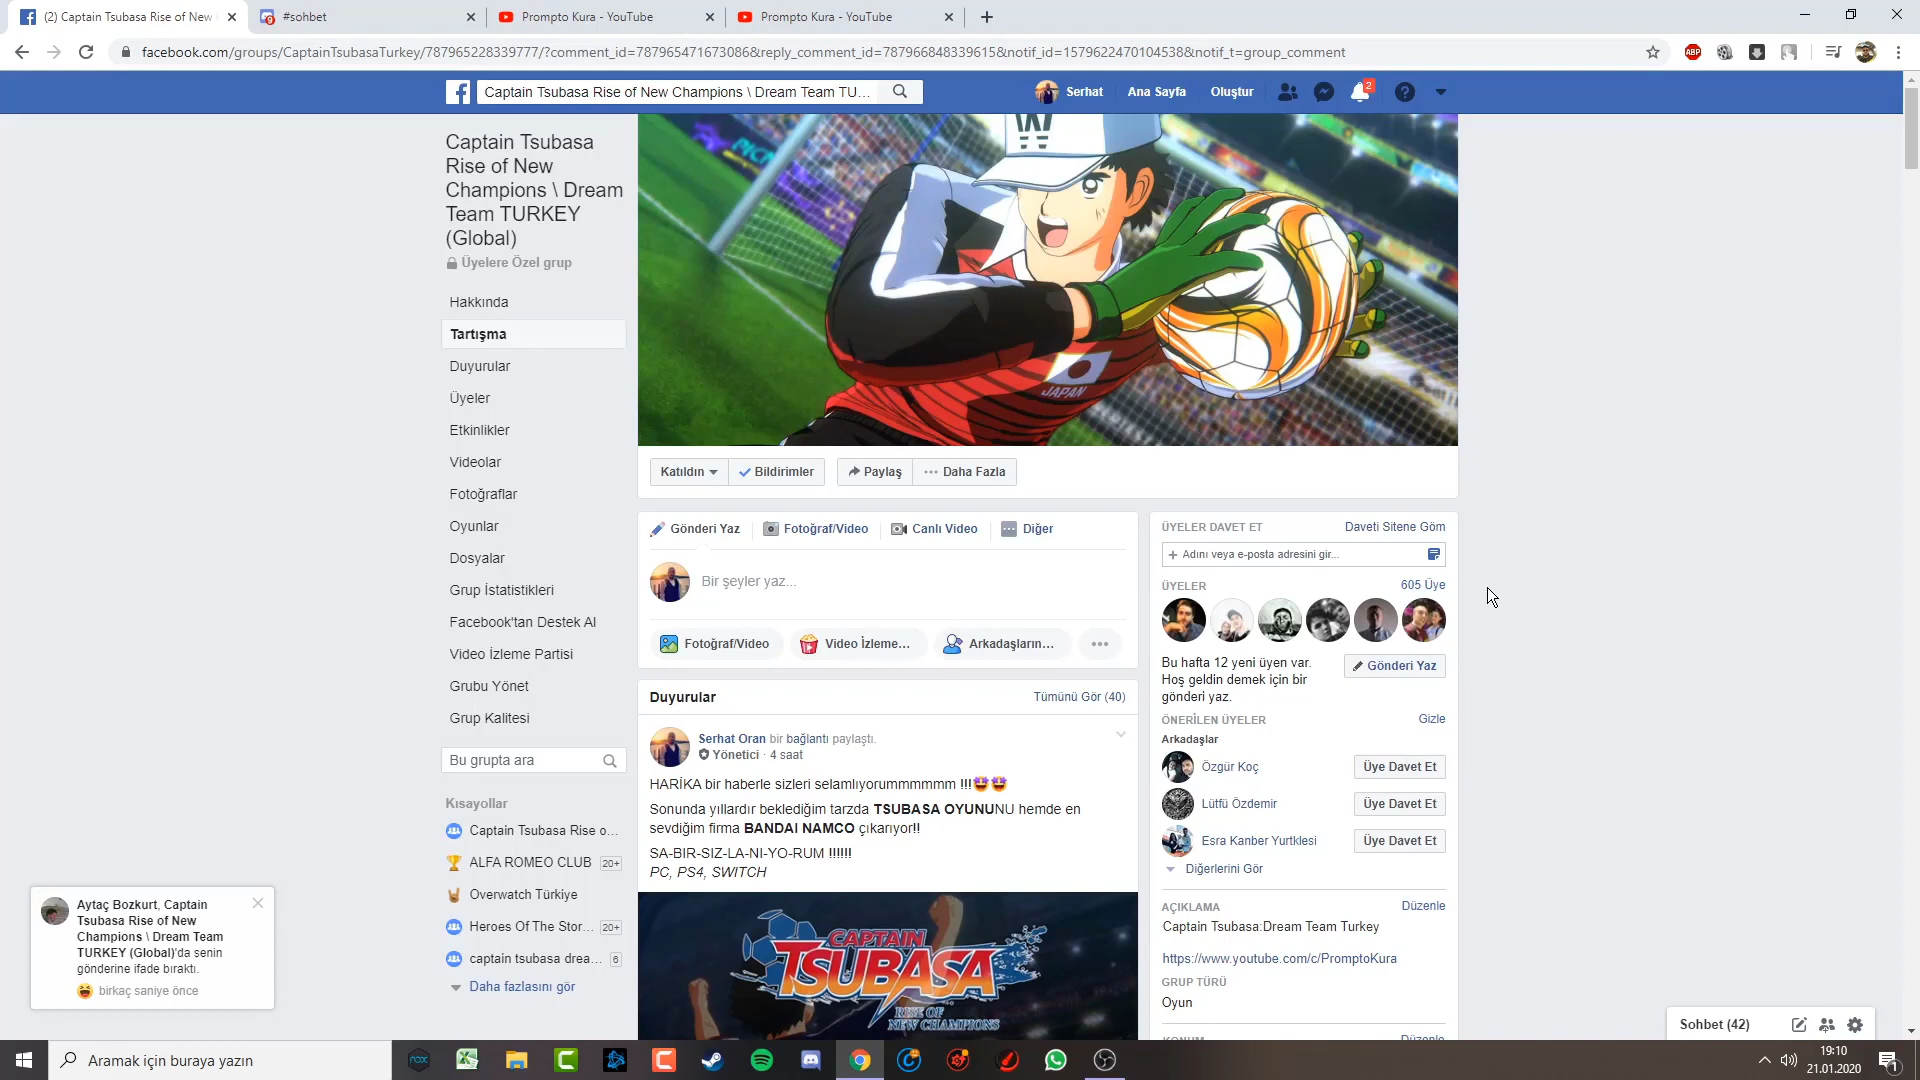 (2) Captain Tsubasa Rise of New
#sohbet
Prompto Kura - YouTube
Prompto Kura - YouTube
facebook.com/groups/CaptainTsubasaTurkey/787965228339777/?comment_id=787965471673086&reply_comment_id=787966848339615&notif_id=1579622470104538&notif_t=group_comment
ABP
Captain Tsubasa Rise of New Champions \ Dream Team TU...
Serhat
Ana Sayfa
Oluştur
2
Captain Tsubasa
Rise of New
Champions \ Dream
Team TURKEY
(Global)
Üyelere Özel grup
Hakkında
Tartışma
Duyurular
Üyeler
Etkinlikler
Videolar
Fotoğraflar
Oyunlar
Dosyalar
Grup İstatistikleri
Facebook'tan Destek Al
Video İzleme Partisi
Grubu Yönet
Grup Kalitesi
Bu grupta ara
Kısayollar
Captain Tsubasa Rise o...
ALFA ROMEO CLUB 20+
Overwatch Türkiye
Heroes Of The Stor... 20+
captain tsubasa drea... 6
Daha fazlasını gör
W
JAPAN
Katıldın
Bildirimler
Paylaş
Daha Fazla
Gönderi Yaz
Fotoğraf/Video
Canlı Video
Diğer
Bir şeyler yaz...
Fotoğraf/Video
Video İzleme...
Arkadaşların...
Duyurular
Tümünü Gör (40)
Serhat Oran bir bağlantı paylaştı.
Yönetici · 4 saat
HARİKA bir haberle sizleri selamlıyorummmmmm !!!🤩🤩
Sonunda yıllardır beklediğim tarzda TSUBASA OYUNUNU hemde en
sevdiğim firma BANDAI NAMCO çıkarıyor!!
SA-BIR-SIZ-LA-NI-YO-RUM !!!!!!
PC, PS4, SWITCH
CAPTAIN
TSUBASA
RISE OF
NEW CHAMPIONS
ÜYELER DAVET ET
Daveti Sitene Göm
+ Adını veya e-posta adresini gir...
ÜYELER
605 Üye
Bu hafta 12 yeni üyen var.
Hoş geldin demek için bir
gönderi yaz.
Gönderi Yaz
ÖNERİLEN ÜYELER
Gizle
Arkadaşlar
Özgür Koç
Üye Davet Et
Lütfü Özdemir
Üye Davet Et
Esra Kanber Yurtklesi
Üye Davet Et
Diğerlerini Gör
AÇIKLAMA
Düzenle
Captain Tsubasa:Dream Team Turkey
https://www.youtube.com/c/PromptoKura
GRUP TÜRÜ
Oyun
Düzenle
Aytaç Bozkurt, Captain
Tsubasa Rise of New
Champions \ Dream Team
TURKEY (Global)'da senin
gönderine ifade bıraktı.
birkaç saniye önce
Sohbet (42)
Aramak için buraya yazın
19:10
21.01.2020
1